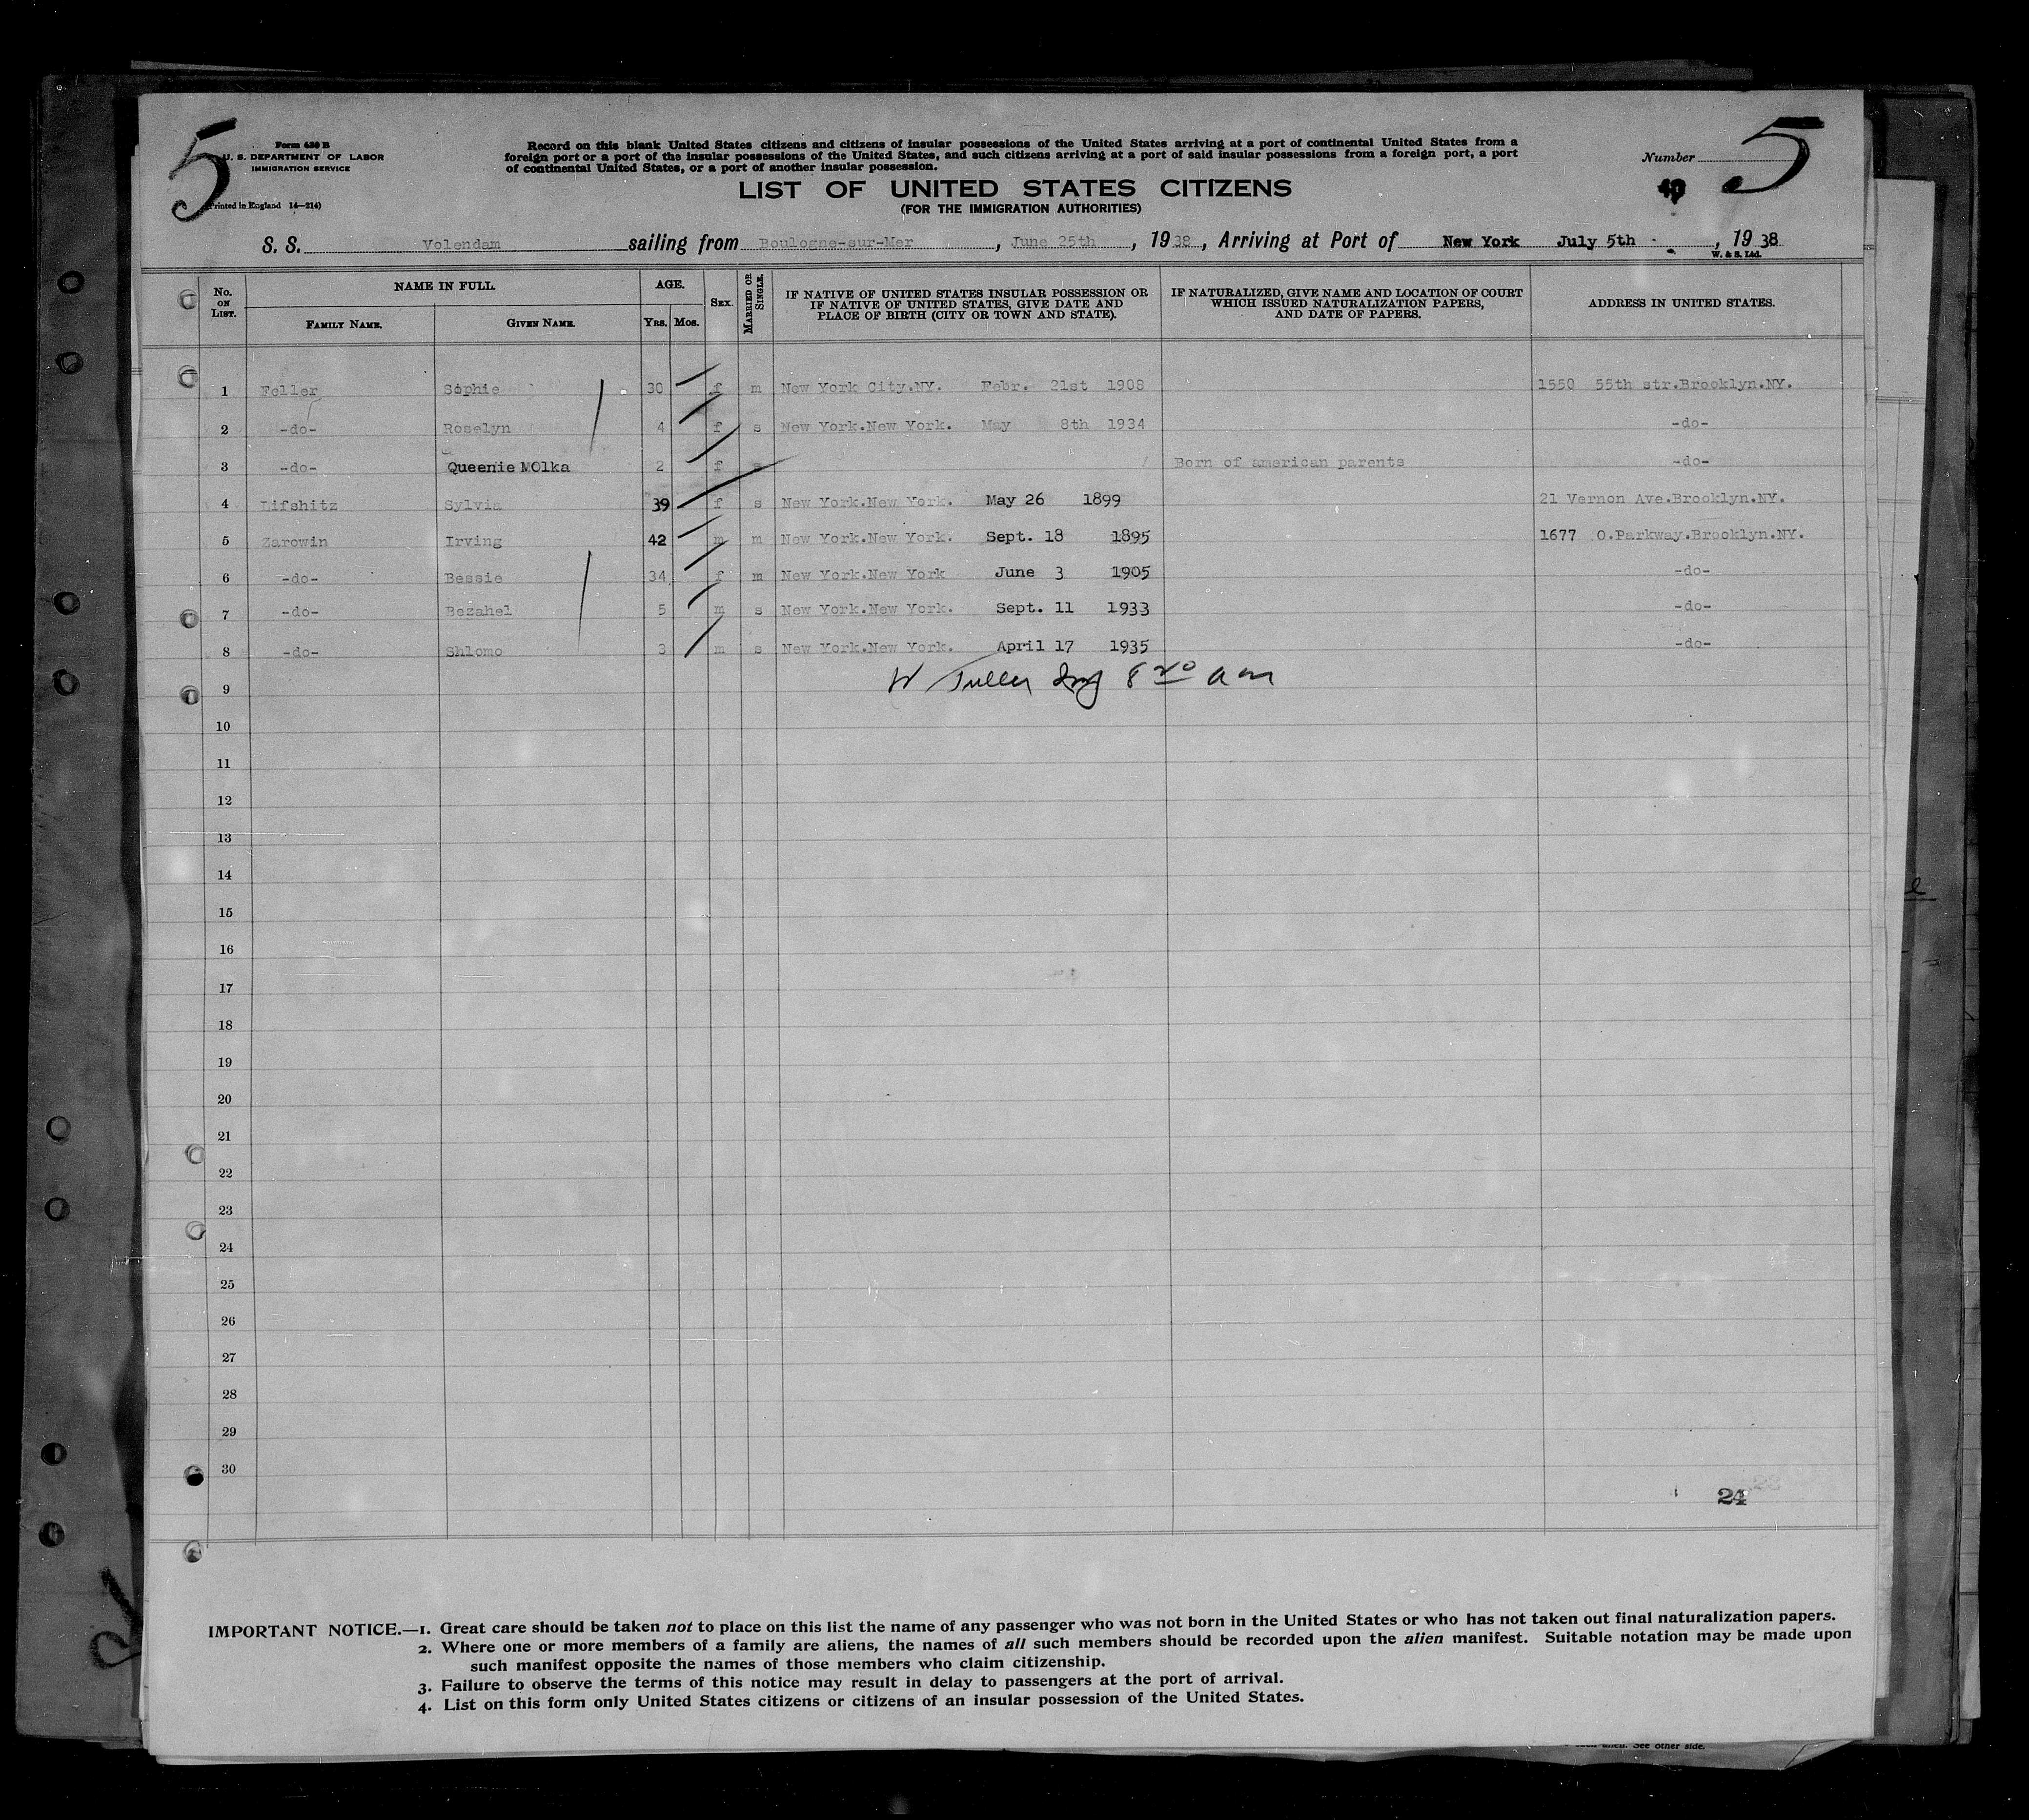 5
Form 630 B
U. S. DEPARTMENT OF LABOR
IMMIGRATION SERVICE
Printed in England 14—214)
Record on this blank United States citizens and citizens of insular possessions of the United States arriving at a port of continental United States from a
foreign port or a port of the insular possessions of the United States, and such citizens arriving at a port of said insular possessions from a foreign port, a port
of continental United States, or a port of another insular possession.
Number 5
LIST OF UNITED STATES CITIZENS
(FOR THE IMMIGRATION AUTHORITIES)
S. S. Volendam sailing from Boulogne-sur-Mer, June 25th, 1938, Arriving at Port of New York July 5th, 1938
W. & S. Ltd.
No. ON LIST. NAME IN FULL. FAMILY NAME. GIVEN NAME. AGE. YRS. MOS. SEX. MARRIED OR SINGLE. IF NATIVE OF UNITED STATES INSULAR POSSESSION OR IF NATIVE OF UNITED STATES, GIVE DATE AND PLACE OF BIRTH (CITY OR TOWN AND STATE). IF NATURALIZED, GIVE NAME AND LOCATION OF COURT WHICH ISSUED NATURALIZATION PAPERS, AND DATE OF PAPERS. ADDRESS IN UNITED STATES.
1 Feller Sophie 30 f m New York City.NY. Febr. 21st 1908 1550 55th str.Brooklyn.NY.
2 -do- Roselyn 4 f s New York.New York. May 8th 1934 -do-
3 -do- Queenie MOlka 2 f s Born of american parents -do-
4 Lifshitz Sylvia 39 f s New York.New York. May 26 1899 21 Vernon Ave.Brooklyn.NY.
5 Zarowin Irving 42 m m New York.New York. Sept. 18 1895 1677 O.Parkway.Brooklyn.NY.
6 -do- Bessie 34 f m New York.New York June 3 1905 -do-
7 -do- Bezahel 5 m s New York.New York. Sept. 11 1933 -do-
8 -do- Shlomo 3 m s New York.New York. April 17 1935 -do-
9 W 8 20 a m
10
11
12
13
14
15
16
17
18
19
20
21
22
23
24
25
26
27
28
29
30
24
IMPORTANT NOTICE.—1. Great care should be taken not to place on this list the name of any passenger who was not born in the United States or who has not taken out final naturalization papers.
2. Where one or more members of a family are aliens, the names of all such members should be recorded upon the alien manifest. Suitable notation may be made upon
such manifest opposite the names of those members who claim citizenship.
3. Failure to observe the terms of this notice may result in delay to passengers at the port of arrival.
4. List on this form only United States citizens or citizens of an insular possession of the United States.
See other side.